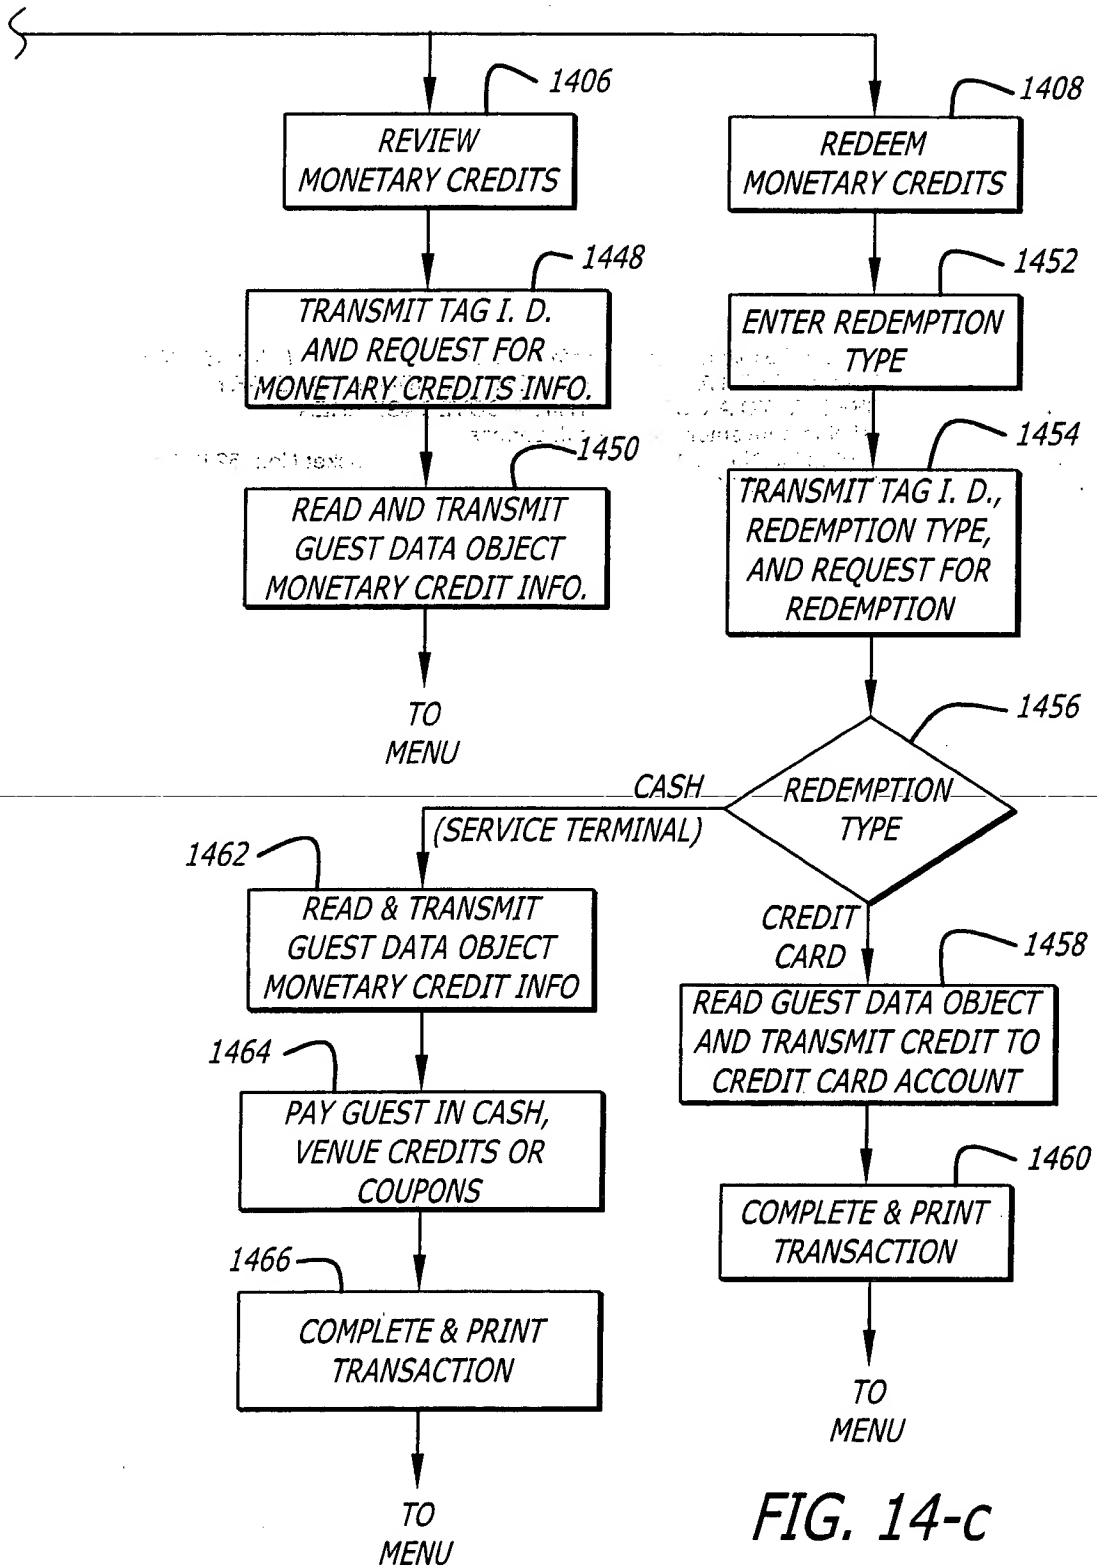 1406
REVIEW
MONETARY CREDITS
1408
REDEEM
MONETARY CREDITS
1448
TRANSMIT TAG I. D.
AND REQUEST FOR
MONETARY CREDITS INFO.
1452
ENTER REDEMPTION
TYPE
1450
READ AND TRANSMIT
GUEST DATA OBJECT
MONETARY CREDIT INFO.
TO
MENU
1454
TRANSMIT TAG I. D.,
REDEMPTION TYPE,
AND REQUEST FOR
REDEMPTION
1456
REDEMPTION
TYPE
CASH
(SERVICE TERMINAL)
CREDIT
CARD
1462
READ & TRANSMIT
GUEST DATA OBJECT
MONETARY CREDIT INFO
1458
READ GUEST DATA OBJECT
AND TRANSMIT CREDIT TO
CREDIT CARD ACCOUNT
1464
PAY GUEST IN CASH,
VENUE CREDITS OR
COUPONS
1460
COMPLETE & PRINT
TRANSACTION
TO
MENU
1466
COMPLETE & PRINT
TRANSACTION
TO
MENU
FIG. 14-c